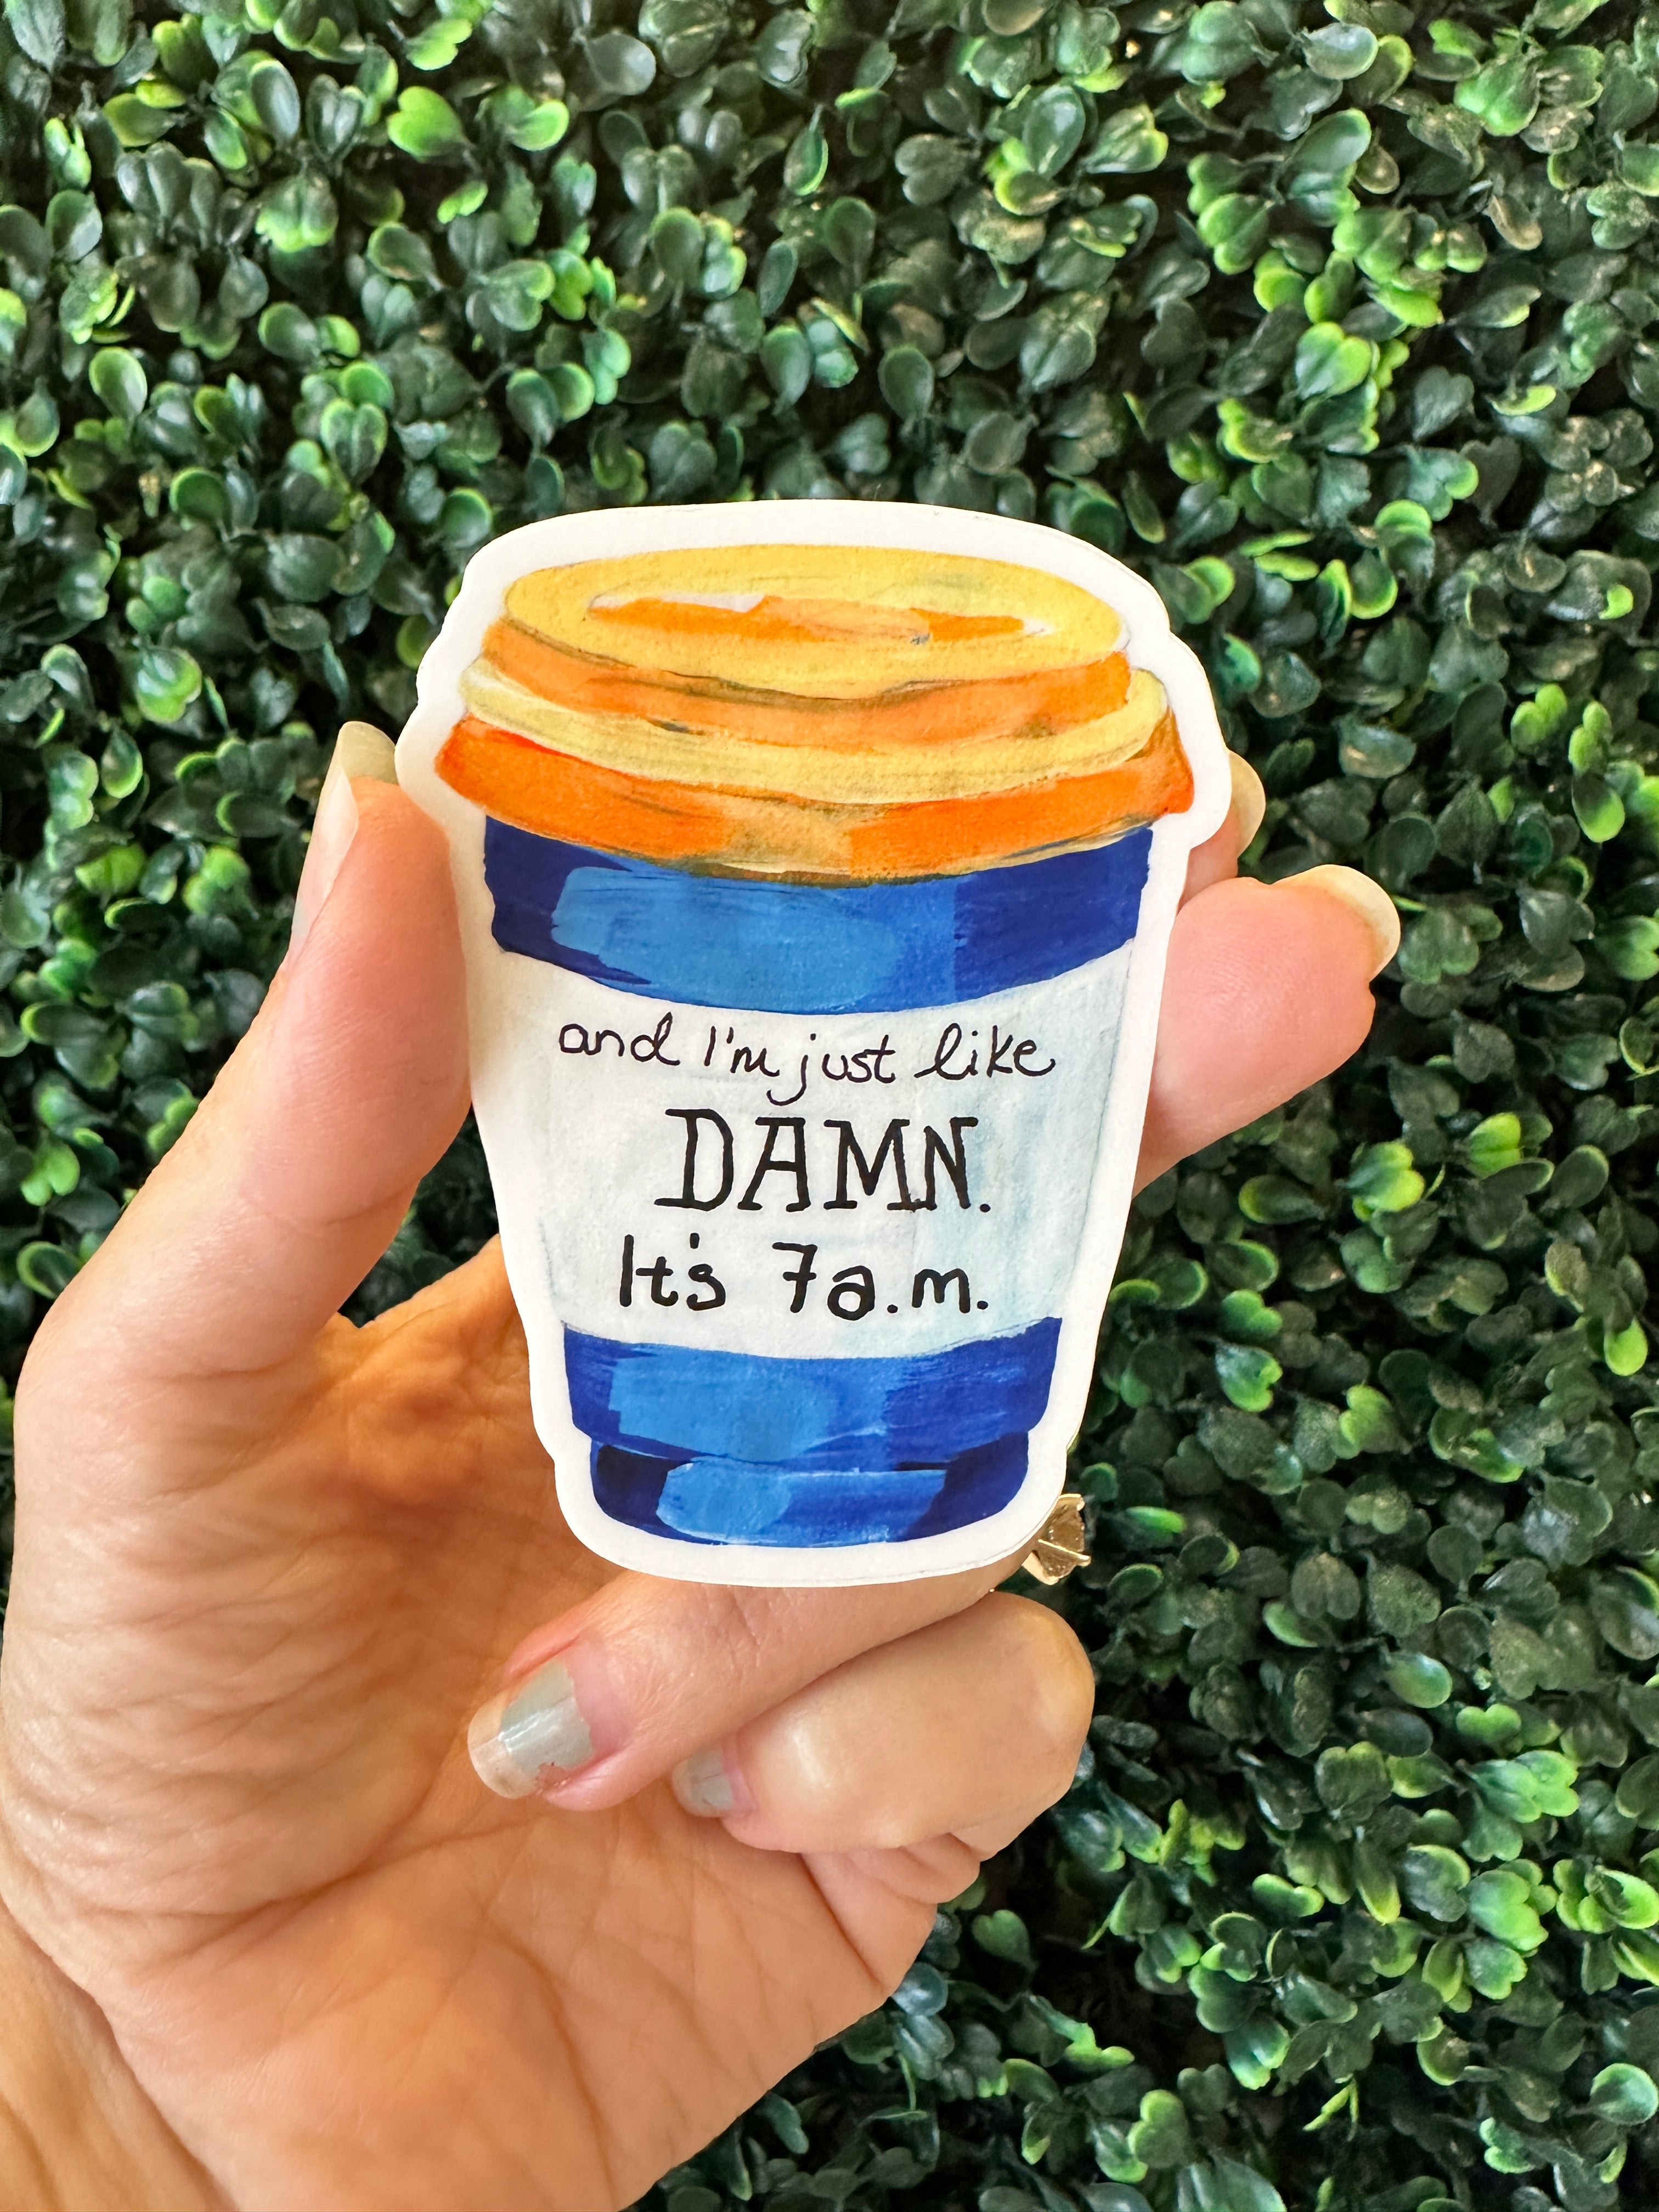 and I'm just like
DAMN.
It's 7a.m.